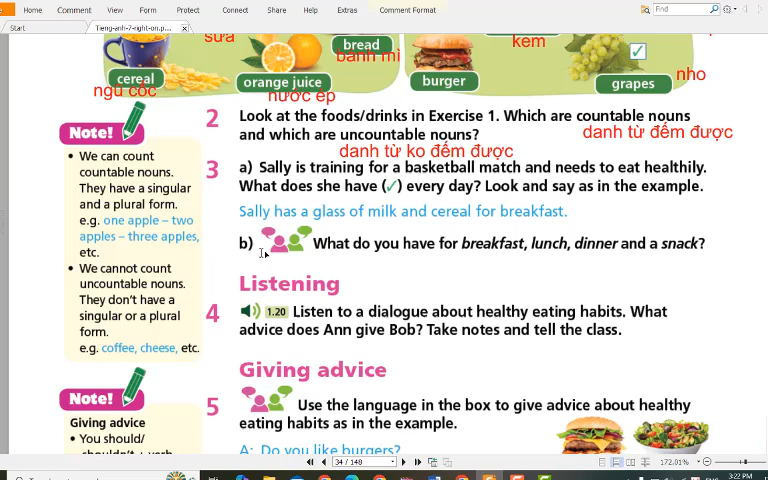 Home Comment View Form Protect Connect Share Help Extras Comment Format
Find
Start Tieng-anh-7-right-on.p...
sữa
bread
bánh mì
kem
cereal
orange juice
burger
grapes
nho
ngũ cốc
nước ép
2 Look at the foods/drinks in Exercise 1. Which are countable nouns
and which are uncountable nouns?
danh từ đếm được
danh từ ko đếm được
Note!
• We can count
countable nouns.
They have a singular
and a plural form.
e.g. one apple – two
apples – three apples,
etc.
• We cannot count
uncountable nouns.
They don't have a
singular or a plural
form.
e.g. coffee, cheese, etc.
3 a) Sally is training for a basketball match and needs to eat healthily.
What does she have (✓) every day? Look and say as in the example.
Sally has a glass of milk and cereal for breakfast.
b) What do you have for breakfast, lunch, dinner and a snack?
Listening
4 1.20 Listen to a dialogue about healthy eating habits. What
advice does Ann give Bob? Take notes and tell the class.
Giving advice
Note!
Giving advice
• You should/
5 Use the language in the box to give advice about healthy
eating habits as in the example.
A: Do you like burgers?
34 / 148
172.01%
3:22 PM